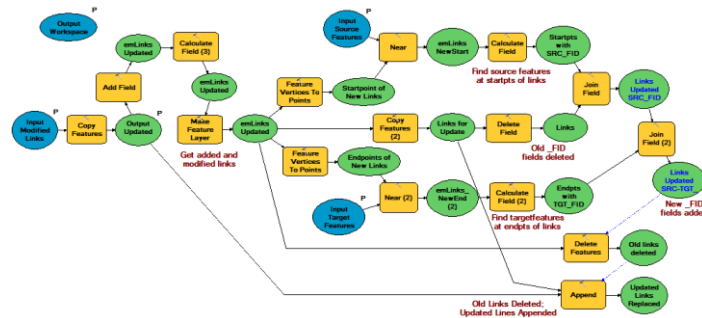 P
Output
Workspace
P
Input
Source
Features
emLinks
Updated
Calculate
Field (3)
Near
emLinks
NewStart
Calculate
Field
Startpts
with
SRC_FID
Add Field
emLinks
Updated
Feature
Vertices To
Points
Startpoint of
New Links
Find source features
at startpts of links
Join
Field
Links
Updated
SRC_FID
P
Input
Modified
Links
Copy
Features
Output
Updated
Make
Feature
Layer
emLinks
Updated
Copy
Features
(2)
Links for
Update
Delete
Field
Links
Join
Field (2)
Get added and
modified links
Old _FID
fields deleted
Feature
Vertices To
Points
Endpoints of
New Links
Links
Updated
SRC-TGT_
P
Input
Target
Features
Near (2)
emLinks_
NewEnd
(2)
Calculate
Field (2)
Endpts
with
TGT_FID
Find targetfeatures
at endpts of links
New _FID
fields adde
Delete
Features
Old links
deleted
Old Links Deleted;
Updated Lines Appended
Append
Updated
Links
Replaced